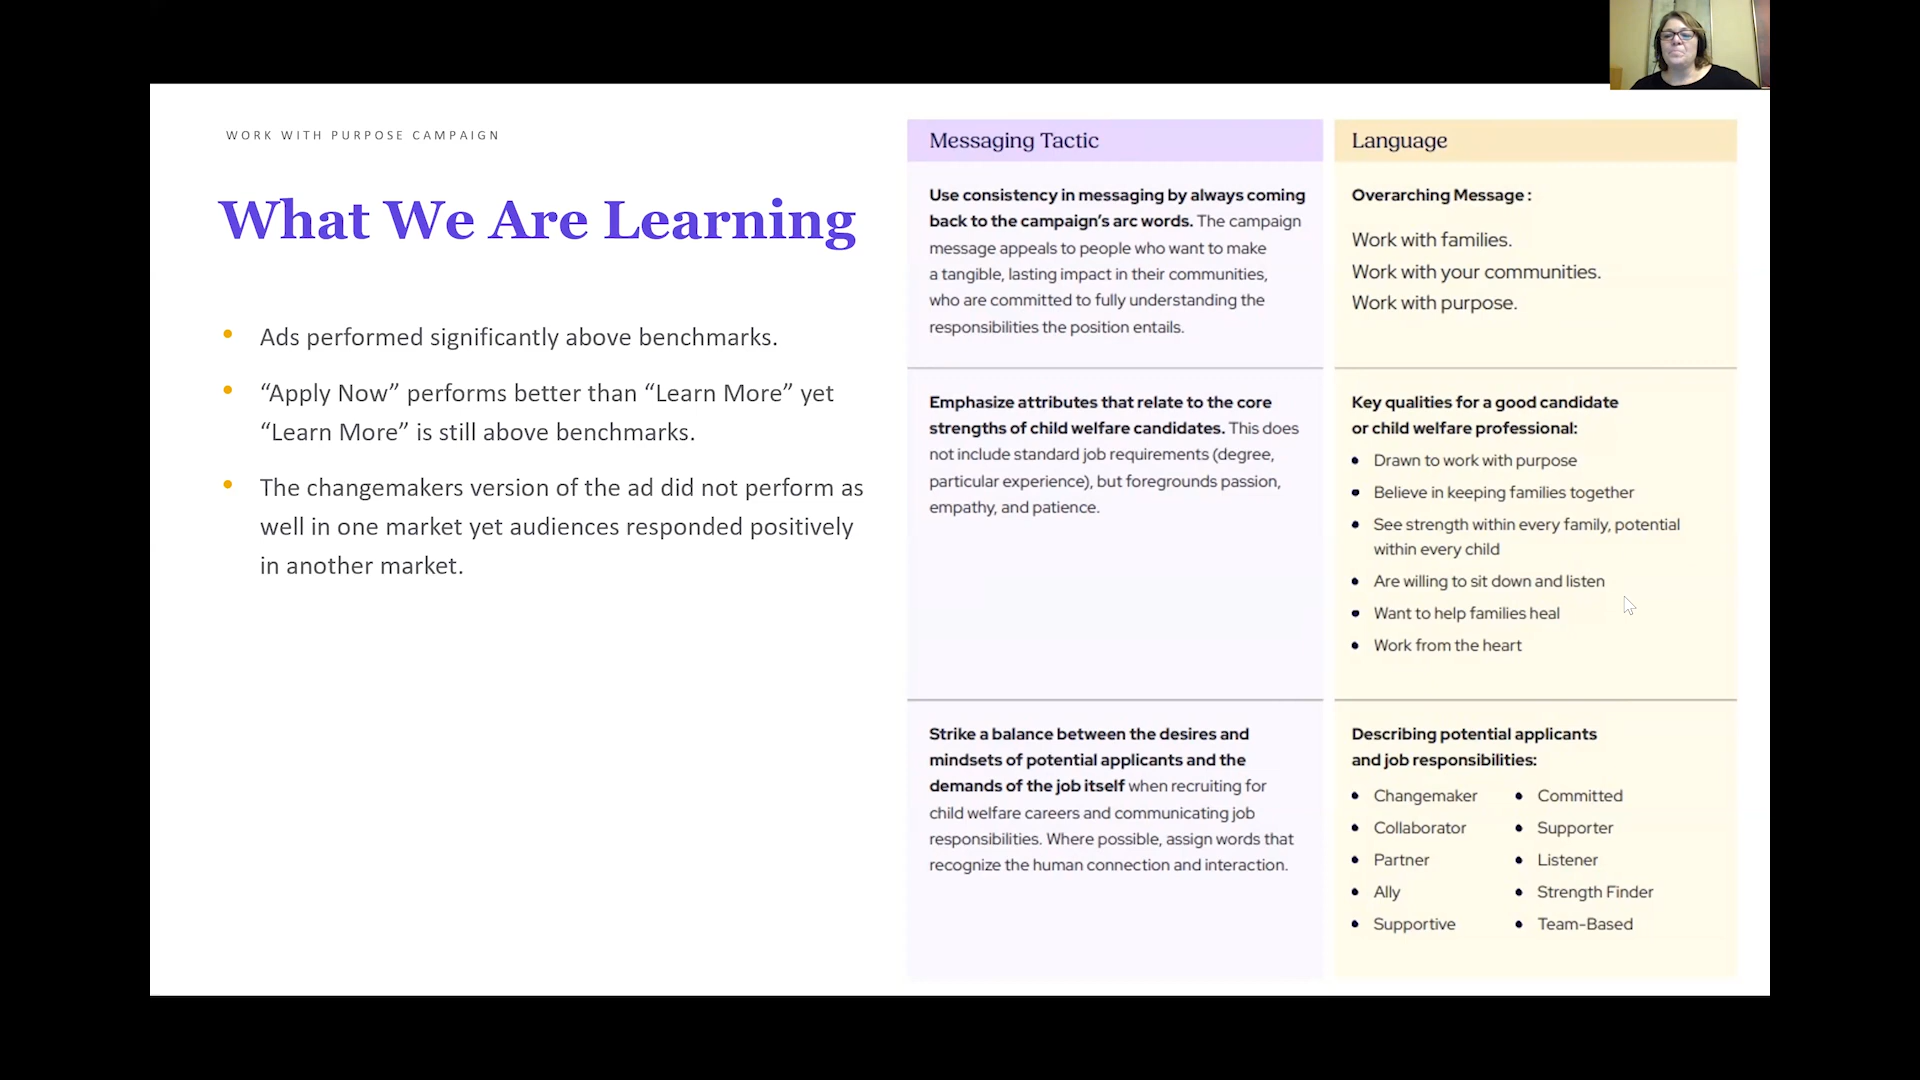 WORK WITH PURPOSE CAMPAIGN
What We Are Learning
• Ads performed significantly above benchmarks.
• “Apply Now” performs better than “Learn More” yet
“Learn More” is still above benchmarks.
• The changemakers version of the ad did not perform as
well in one market yet audiences responded positively
in another market.
Messaging Tactic
Use consistency in messaging by always coming
back to the campaign’s arc words. The campaign
message appeals to people who want to make
a tangible, lasting impact in their communities,
who are committed to fully understanding the
responsibilities the position entails.
Language
Overarching Message :
Work with families.
Work with your communities.
Work with purpose.
Emphasize attributes that relate to the core
strengths of child welfare candidates. This does
not include standard job requirements (degree,
particular experience), but foregrounds passion,
empathy, and patience.
Key qualities for a good candidate
or child welfare professional:
• Drawn to work with purpose
• Believe in keeping families together
• See strength within every family, potential
within every child
• Are willing to sit down and listen
• Want to help families heal
• Work from the heart
Strike a balance between the desires and
mindsets of potential applicants and the
demands of the job itself when recruiting for
child welfare careers and communicating job
responsibilities. Where possible, assign words that
recognize the human connection and interaction.
Describing potential applicants
and job responsibilities:
• Changemaker
• Collaborator
• Partner
• Ally
• Supportive
• Committed
• Supporter
• Listener
• Strength Finder
• Team-Based